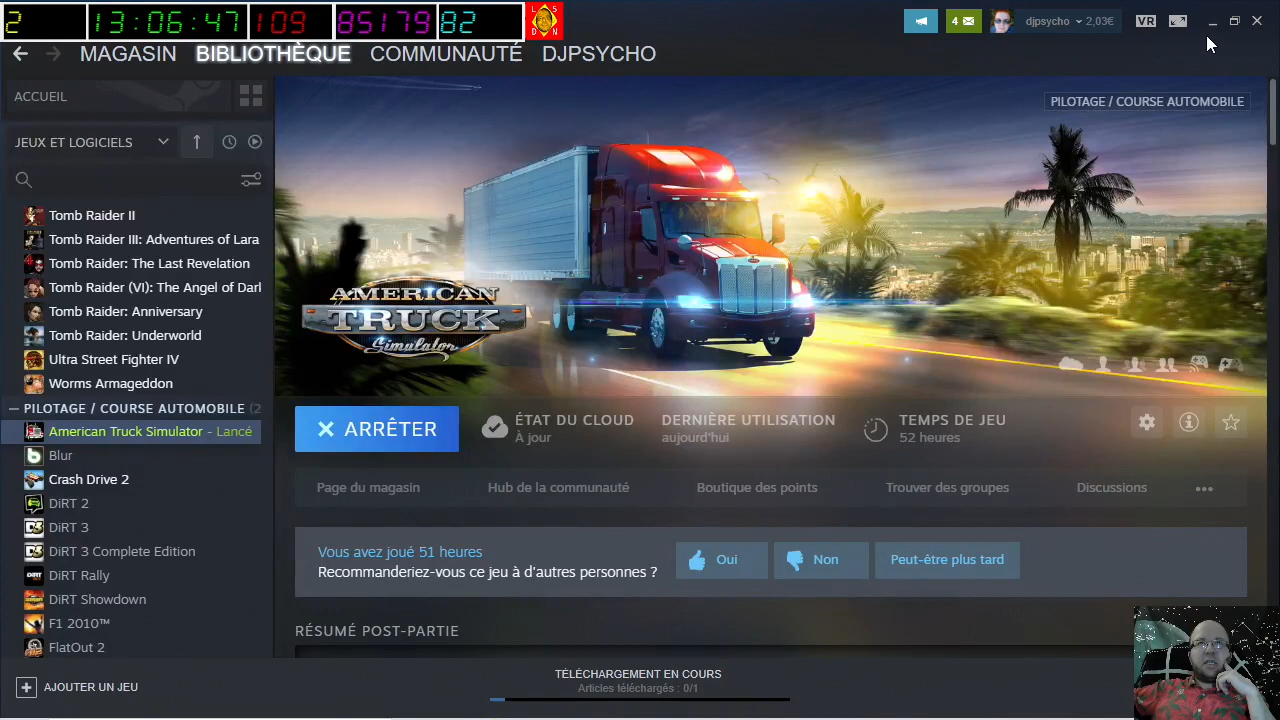 2 13:06:47 109 85179 82 L S D N
4 djpsycho 2,03€ VR
MAGASIN BIBLIOTHÈQUE COMMUNAUTÉ DJPSYCHO
ACCUEIL
PILOTAGE / COURSE AUTOMOBILE
JEUX ET LOGICIELS
Tomb Raider II
Tomb Raider III: Adventures of Lara
Tomb Raider: The Last Revelation
Tomb Raider (VI): The Angel of Darl
Tomb Raider: Anniversary
Tomb Raider: Underworld
Ultra Street Fighter IV
Worms Armageddon
PILOTAGE / COURSE AUTOMOBILE (2
American Truck Simulator - Lancé
Blur
Crash Drive 2
DiRT 2
DiRT 3
DiRT 3 Complete Edition
DiRT Rally
DiRT Showdown
F1 2010™
FlatOut 2
AMERICAN
TRUCK
Simulator
ARRÊTER
ÉTAT DU CLOUD
À jour
DERNIÈRE UTILISATION
aujourd'hui
TEMPS DE JEU
52 heures
Page du magasin Hub de la communauté Boutique des points Trouver des groupes Discussions
Vous avez joué 51 heures
Recommanderiez-vous ce jeu à d'autres personnes ?
Oui Non Peut-être plus tard
RÉSUMÉ POST-PARTIE
AJOUTER UN JEU
TÉLÉCHARGEMENT EN COURS
Articles téléchargés : 0/1